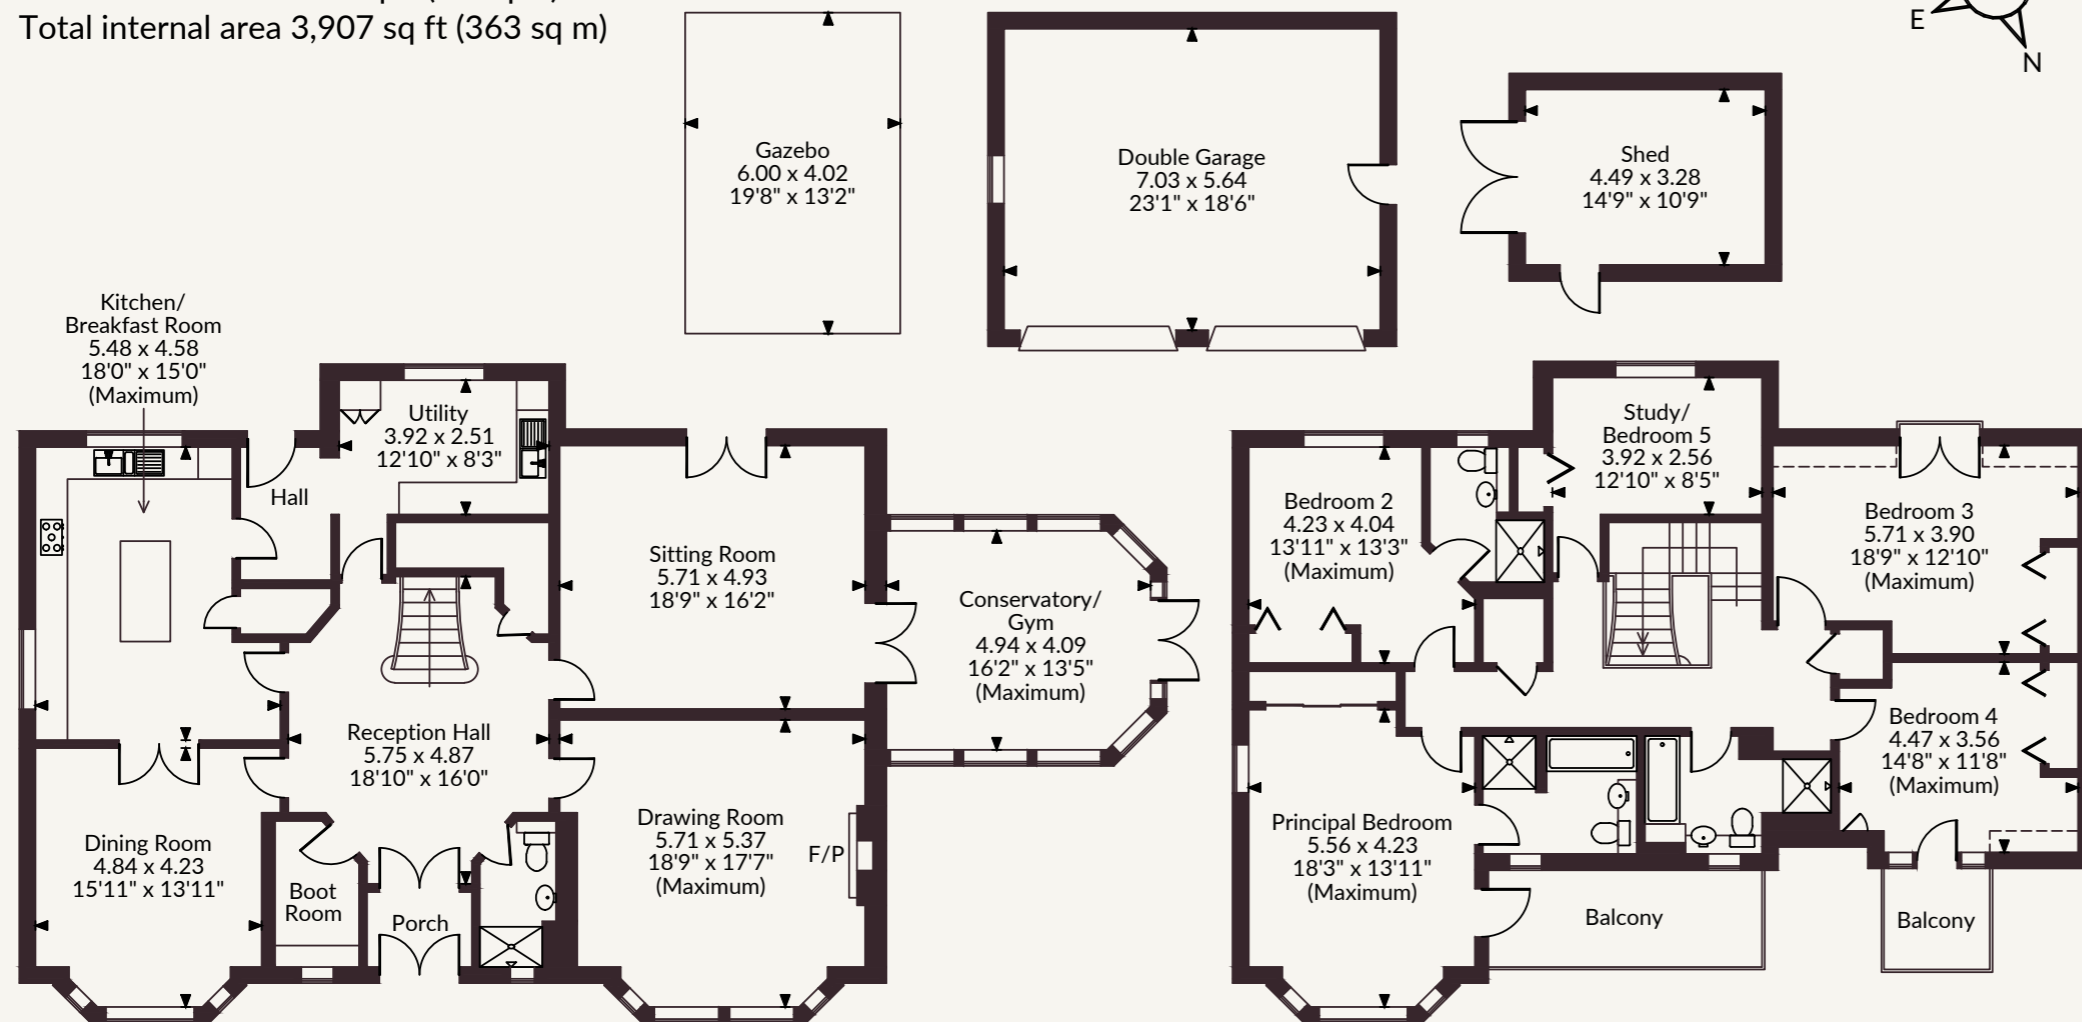 Total internal area 3,907 sq ft (363 sq m)
E
N
Gazebo
6.00 x 4.02
19'8" x 13'2"
Double Garage
7.03 x 5.64
23'1" x 18'6"
Shed
4.49 x 3.28
14'9" x 10'9"
Kitchen/
Breakfast Room
5.48 x 4.58
18'0" x 15'0"
(Maximum)
Utility
3.92 x 2.51
12'10" x 8'3"
Hall
Sitting Room
5.71 x 4.93
18'9" x 16'2"
Conservatory/
Gym
4.94 x 4.09
16'2" x 13'5"
(Maximum)
Reception Hall
5.75 x 4.87
18'10" x 16'0"
Dining Room
4.84 x 4.23
15'11" x 13'11"
Boot
Room
Porch
Drawing Room
5.71 x 5.37
18'9" x 17'7"
(Maximum)
F/P
Study/
Bedroom 5
3.92 x 2.56
12'10" x 8'5"
Bedroom 2
4.23 x 4.04
13'11" x 13'3"
(Maximum)
Bedroom 3
5.71 x 3.90
18'9" x 12'10"
(Maximum)
Bedroom 4
4.47 x 3.56
14'8" x 11'8"
(Maximum)
Principal Bedroom
5.56 x 4.23
18'3" x 13'11"
(Maximum)
Balcony
Balcony